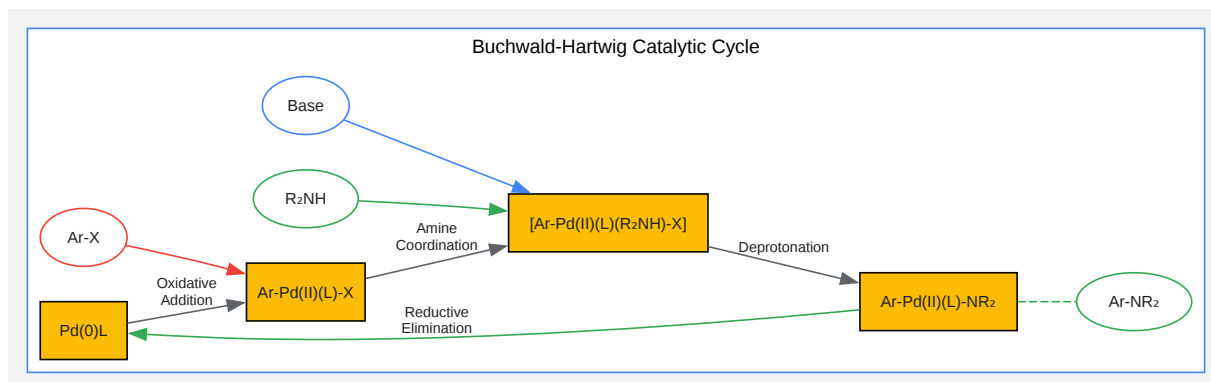 Buchwald-Hartwig Catalytic Cycle
Base
R₂NH
Ar-X
Amine
Coordination
[Ar-Pd(II)(L)(R₂NH)-X]
Deprotonation
Oxidative
Addition
Ar-Pd(II)(L)-X
Pd(0)L
Reductive
Elimination
Ar-Pd(II)(L)-NR₂
Ar-NR₂